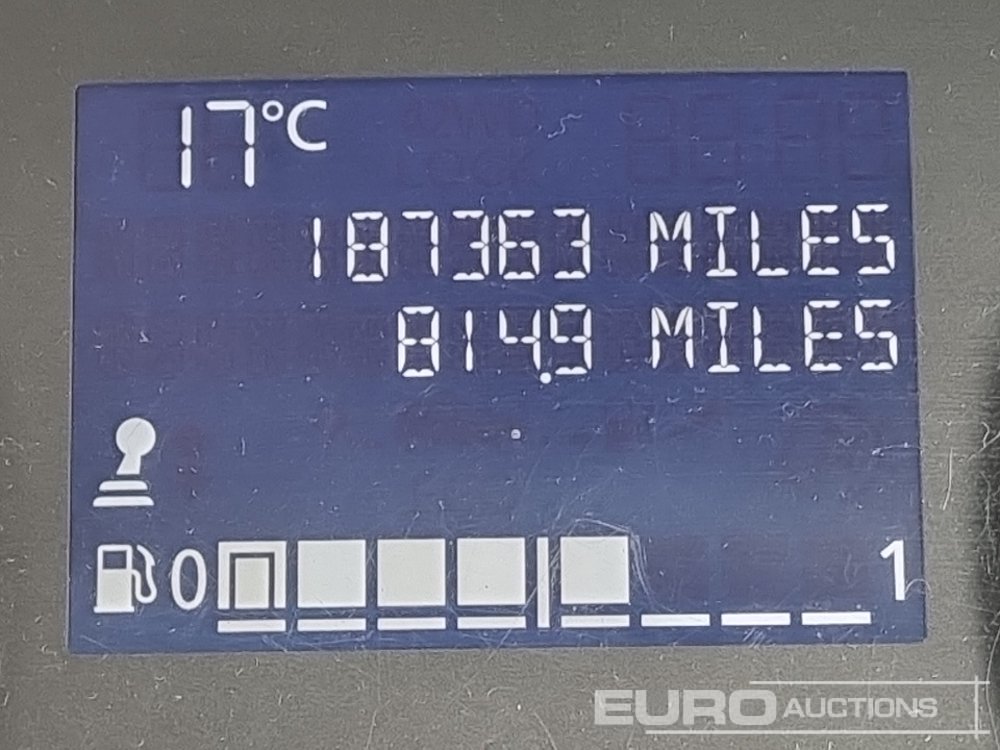 17°C
187363 MILES
814.9 MILES
0 1
EURO AUCTIONS